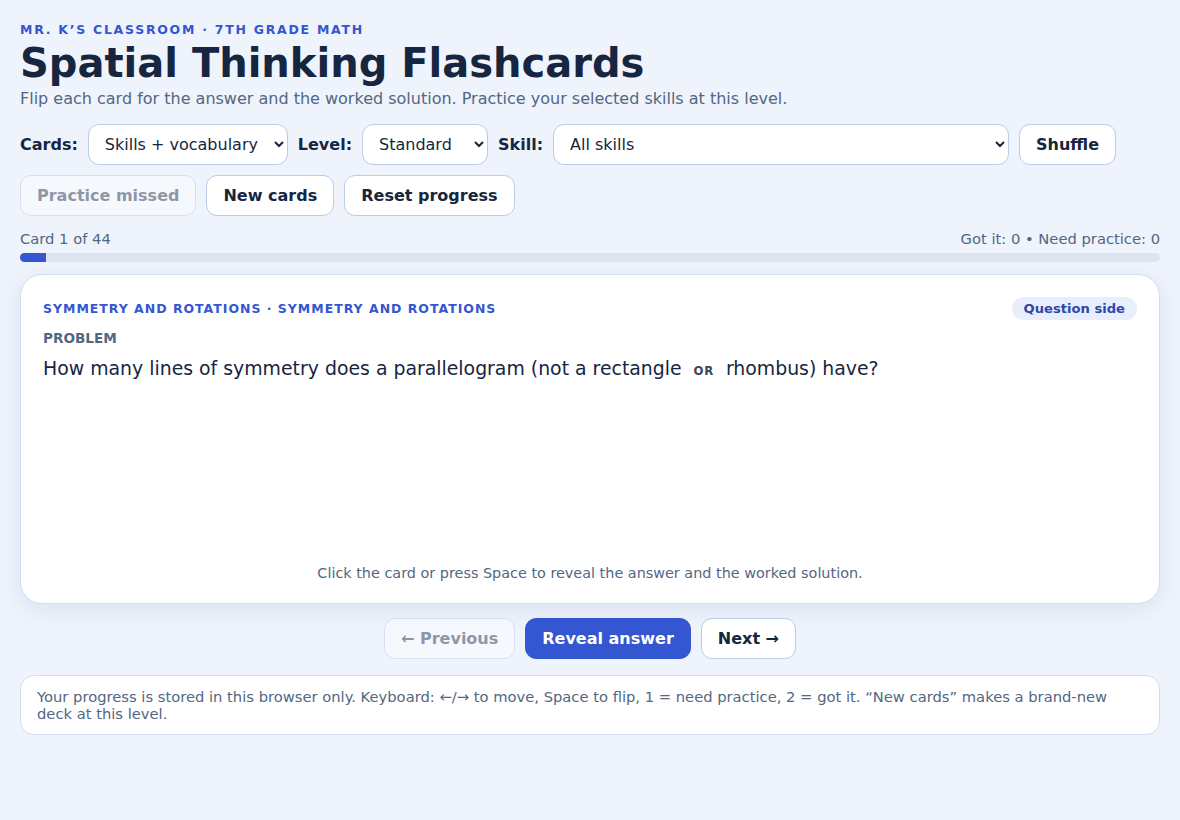 MR. K’S CLASSROOM · 7TH GRADE MATH
Spatial Thinking Flashcards
Flip each card for the answer and the worked solution. Practice your selected skills at this level.
Cards: Skills + vocabulary Level: Standard Skill: All skills Shuffle
Practice missed New cards Reset progress
Card 1 of 44 Got it: 0 • Need practice: 0
SYMMETRY AND ROTATIONS · SYMMETRY AND ROTATIONS Question side
PROBLEM
How many lines of symmetry does a parallelogram (not a rectangle OR rhombus) have?
Click the card or press Space to reveal the answer and the worked solution.
← Previous Reveal answer Next →
Your progress is stored in this browser only. Keyboard: ←/→ to move, Space to flip, 1 = need practice, 2 = got it. “New cards” makes a brand-new
deck at this level.